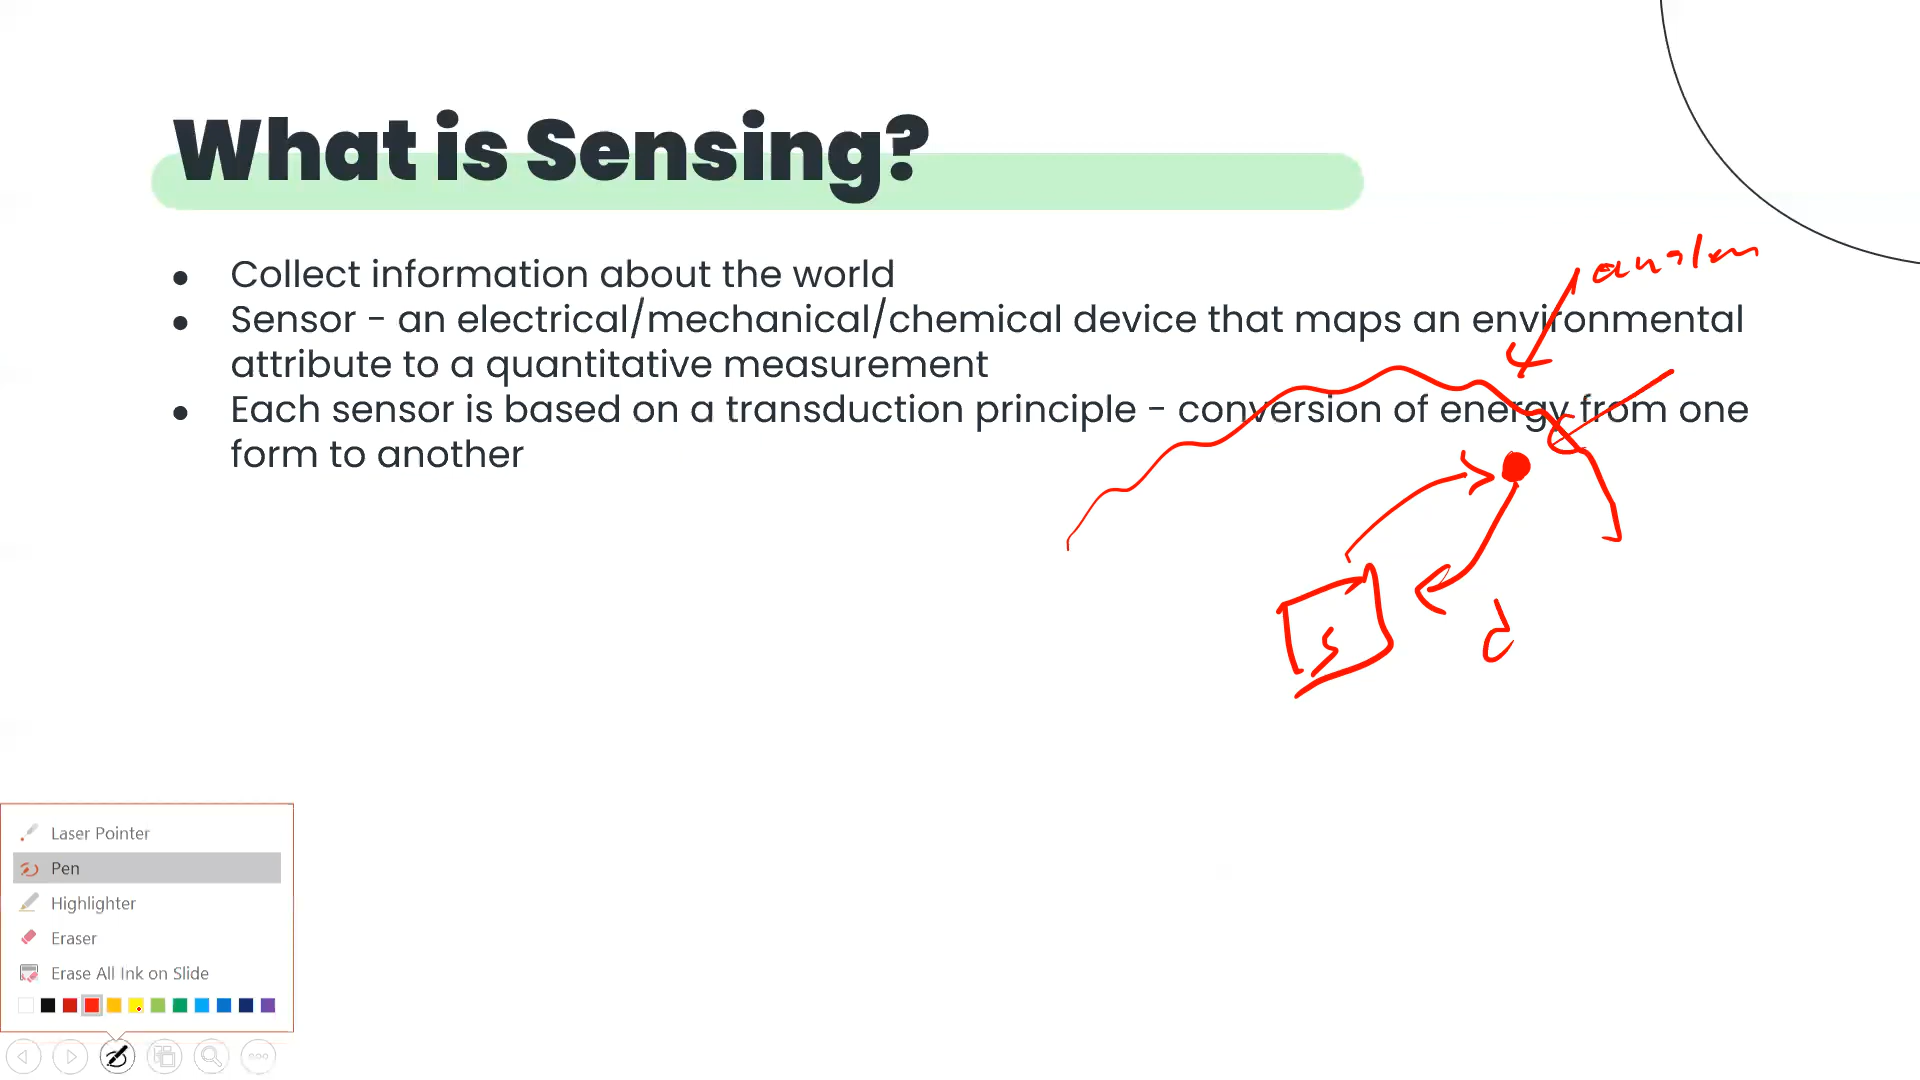 What is Sensing?
● Collect information about the world
● Sensor - an electrical/mechanical/chemical device that maps an environmental
attribute to a quantitative measurement
● Each sensor is based on a transduction principle - conversion of energy from one
form to another
S
d
Laser Pointer
Pen
Highlighter
Eraser
Erase All Ink on Slide